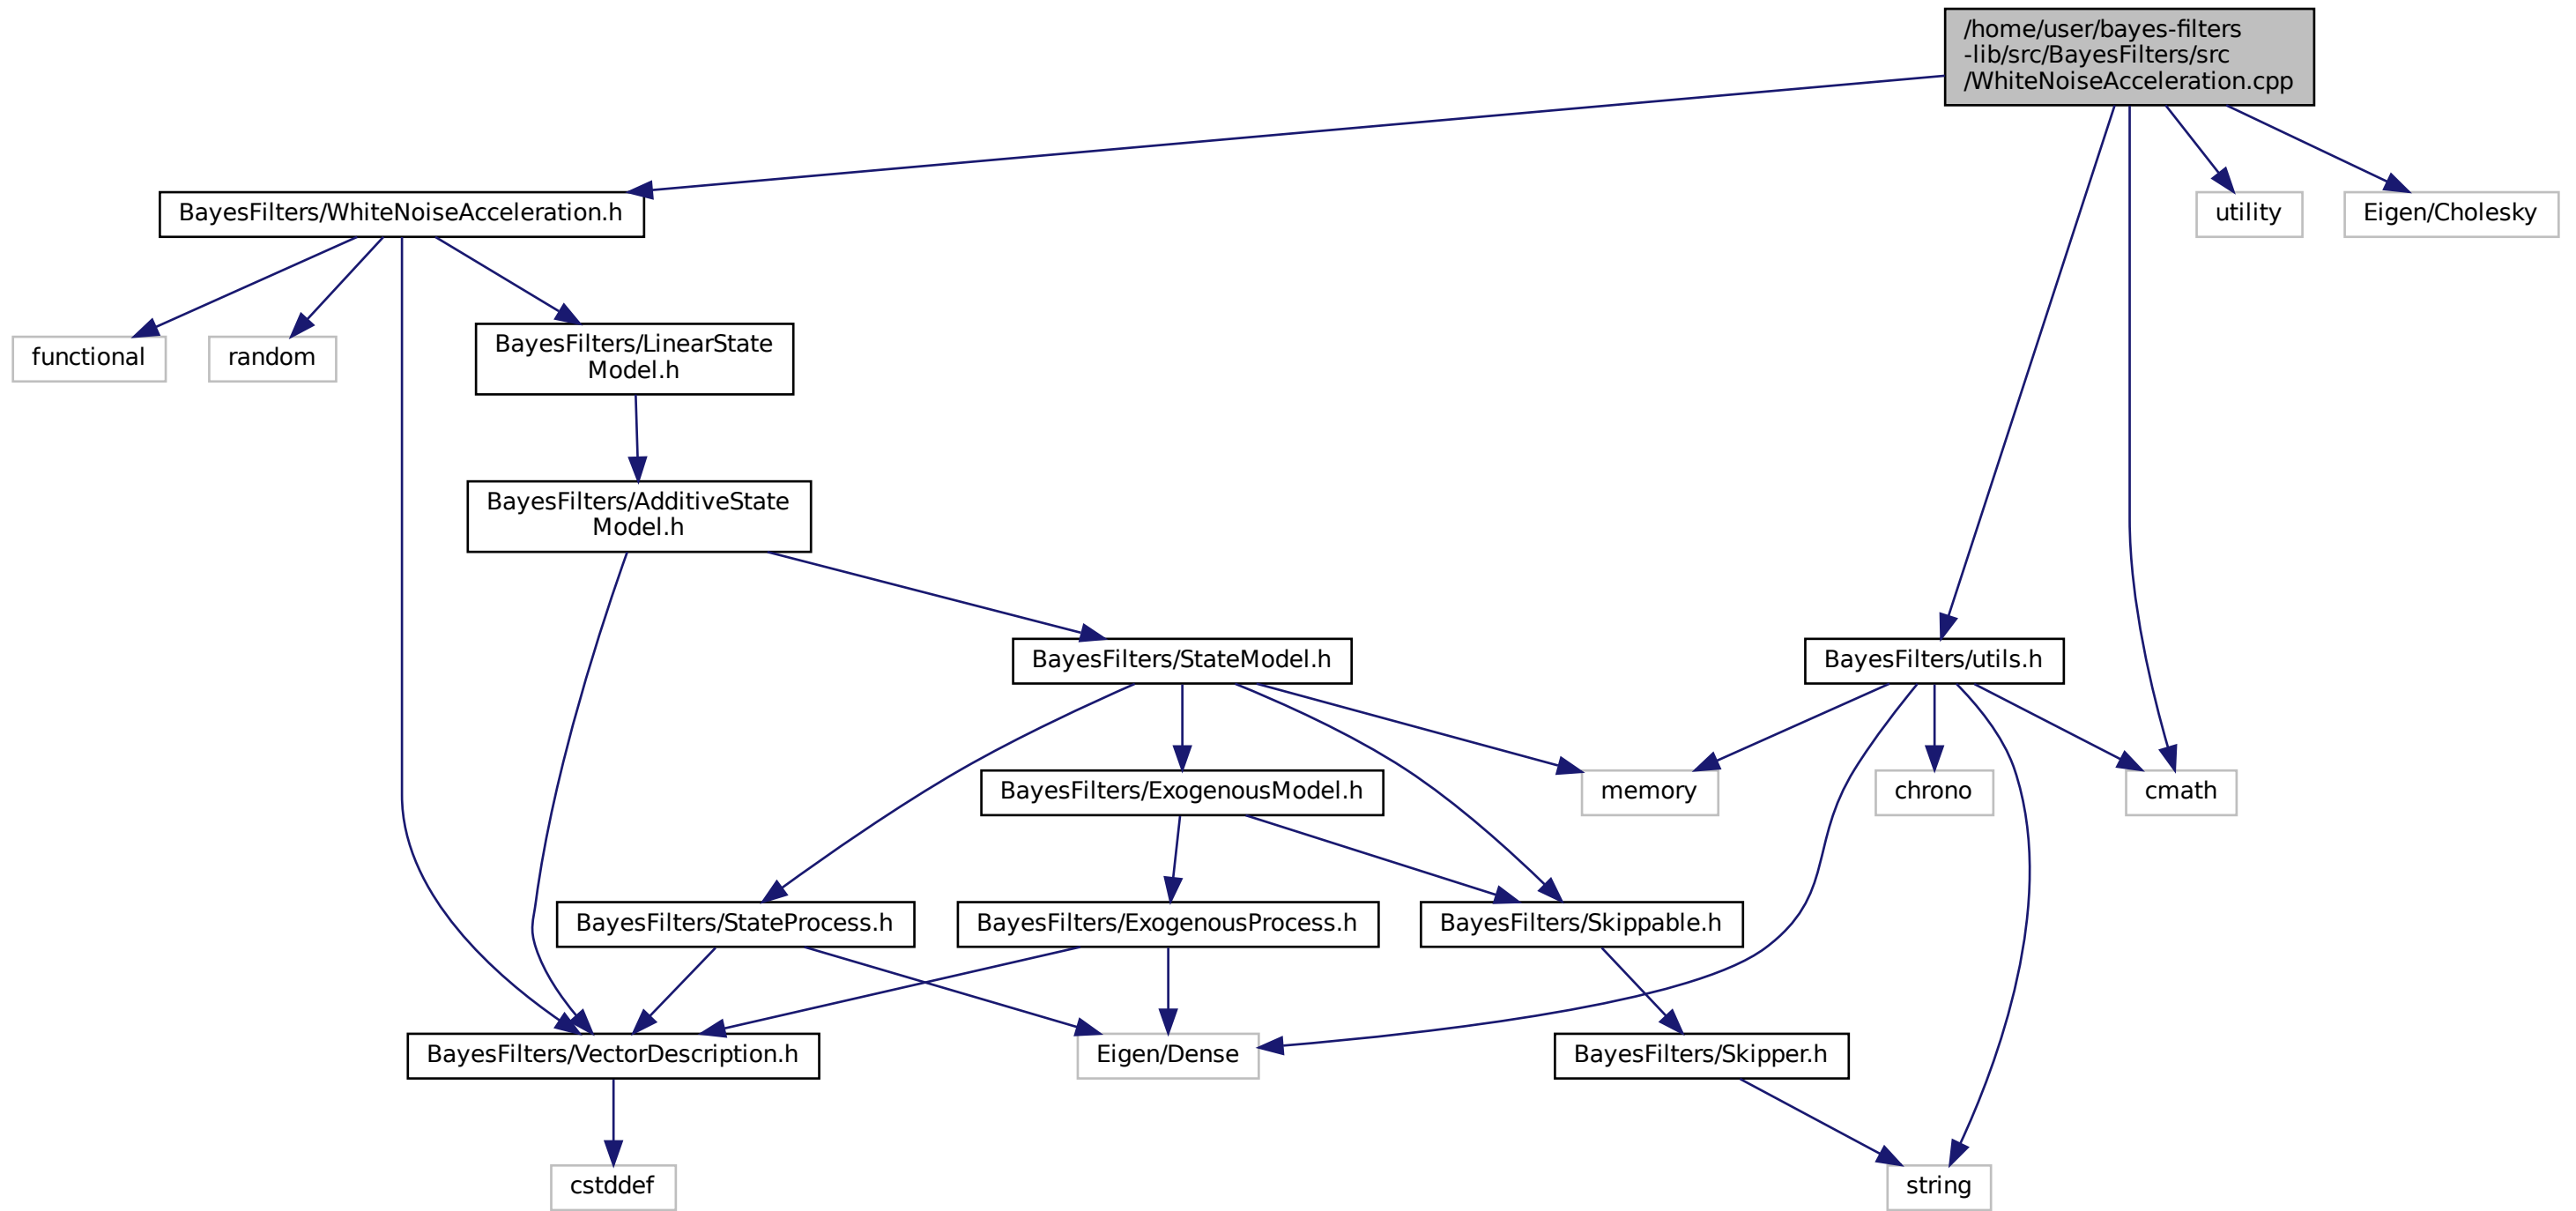 /home/user/bayes-filters
-lib/src/BayesFilters/src
/WhiteNoiseAcceleration.cpp
BayesFilters/WhiteNoiseAcceleration.h
utility
Eigen/Cholesky
functional
random
BayesFilters/LinearState
Model.h
BayesFilters/AdditiveState
Model.h
BayesFilters/StateModel.h
BayesFilters/utils.h
BayesFilters/ExogenousModel.h
memory
chrono
cmath
BayesFilters/StateProcess.h
BayesFilters/ExogenousProcess.h
BayesFilters/Skippable.h
BayesFilters/VectorDescription.h
Eigen/Dense
BayesFilters/Skipper.h
cstddef
string